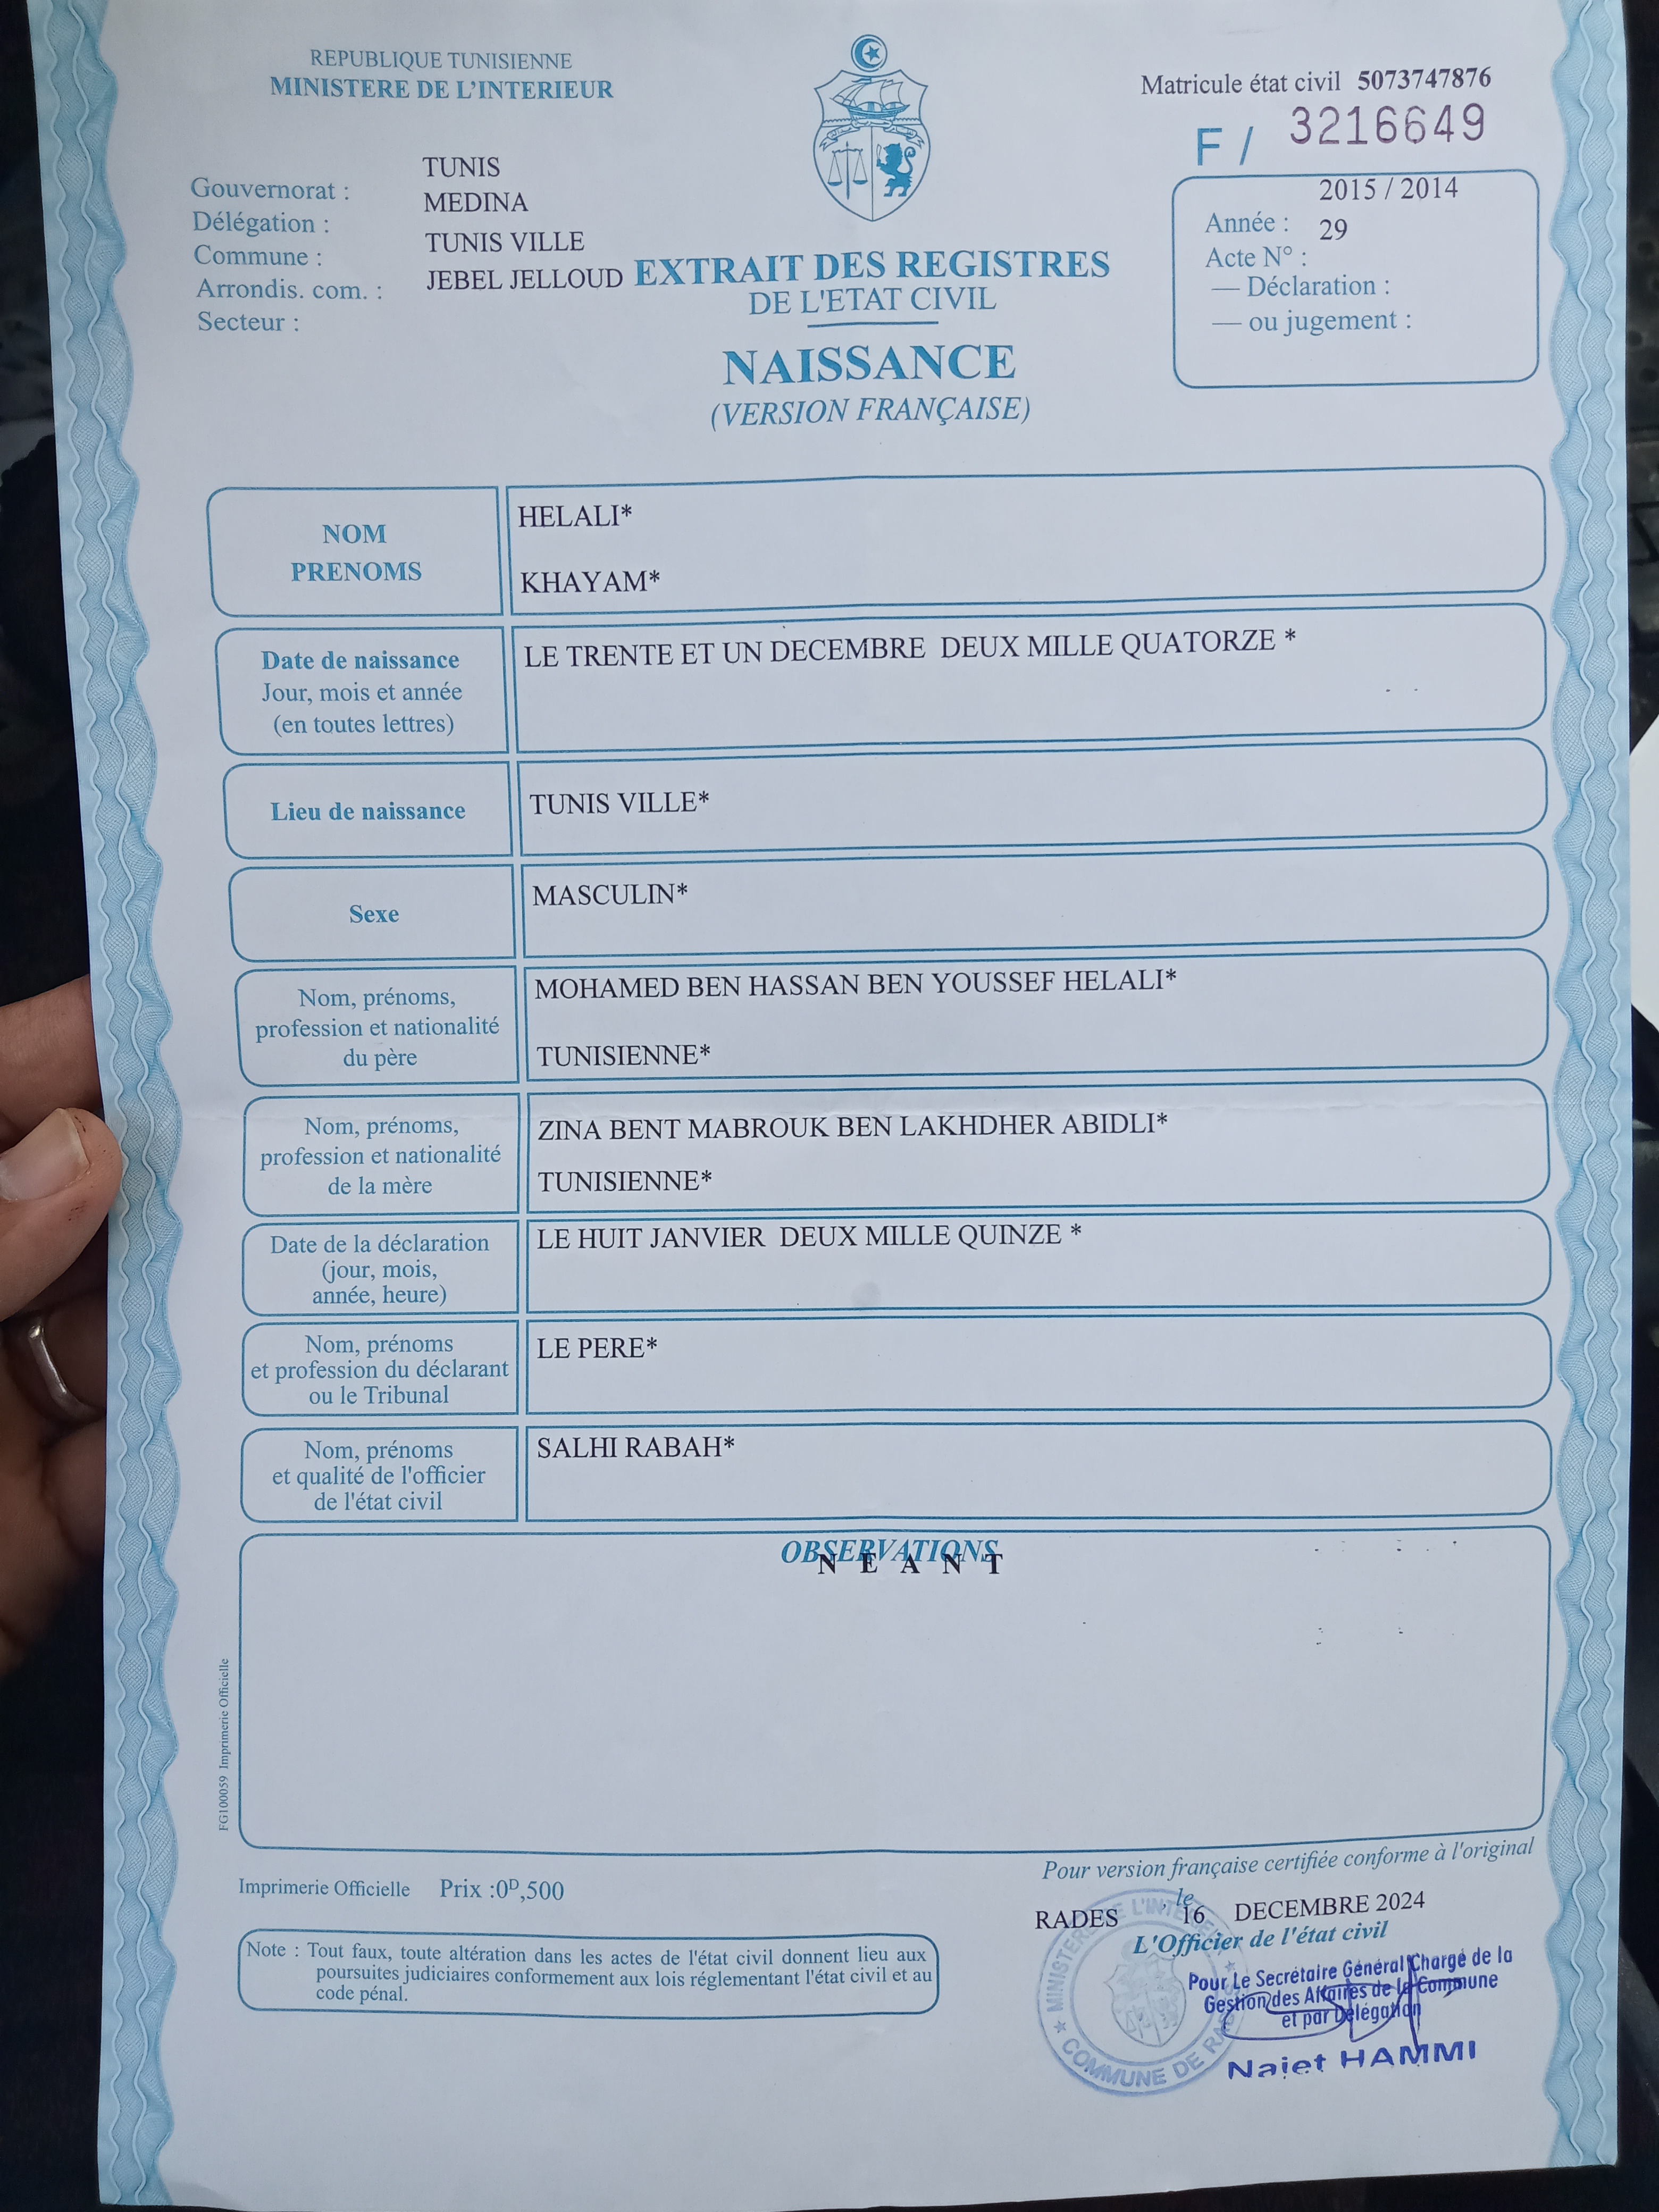 REPUBLIQUE TUNISIENNE
MINISTERE DE L'INTERIEUR
Matricule état civil 5073747876
F / 3216649
Gouvernorat : TUNIS
Délégation : MEDINA
Commune : TUNIS VILLE
Arrondis. com. : JEBEL JELLOUD
Secteur :
2015 / 2014
Année : 29
Acte N° :
— Déclaration :
— ou jugement :
EXTRAIT DES REGISTRES
DE L'ETAT CIVIL
NAISSANCE
(VERSION FRANÇAISE)
NOM
PRENOMS
HELALI*
KHAYAM*
Date de naissance
Jour, mois et année
(en toutes lettres)
LE TRENTE ET UN DECEMBRE DEUX MILLE QUATORZE *
Lieu de naissance
TUNIS VILLE*
Sexe
MASCULIN*
Nom, prénoms,
profession et nationalité
du père
MOHAMED BEN HASSAN BEN YOUSSEF HELALI*
TUNISIENNE*
Nom, prénoms,
profession et nationalité
de la mère
ZINA BENT MABROUK BEN LAKHDHER ABIDLI*
TUNISIENNE*
Date de la déclaration
(jour, mois,
année, heure)
LE HUIT JANVIER DEUX MILLE QUINZE *
Nom, prénoms
et profession du déclarant
ou le Tribunal
LE PERE*
Nom, prénoms
et qualité de l'officier
de l'état civil
SALHI RABAH*
OBSERVATIONS
N E A N T
FG100059 Imprimerie Officielle
Imprimerie Officielle Prix :0D,500
Note : Tout faux, toute altération dans les actes de l'état civil donnent lieu aux
poursuites judiciaires conformement aux lois réglementant l'état civil et au
code pénal.
Pour version française certifiée conforme à l'original
RADES , le 16 DECEMBRE 2024
L'Officier de l'état civil
Pour Le Secrétaire Général Chargé de la
Gestion des Affaires de la Commune
et par Délégation
Najet HAMMI
MINISTERE DE L'INTERIEUR
COMMUNE DE RADES